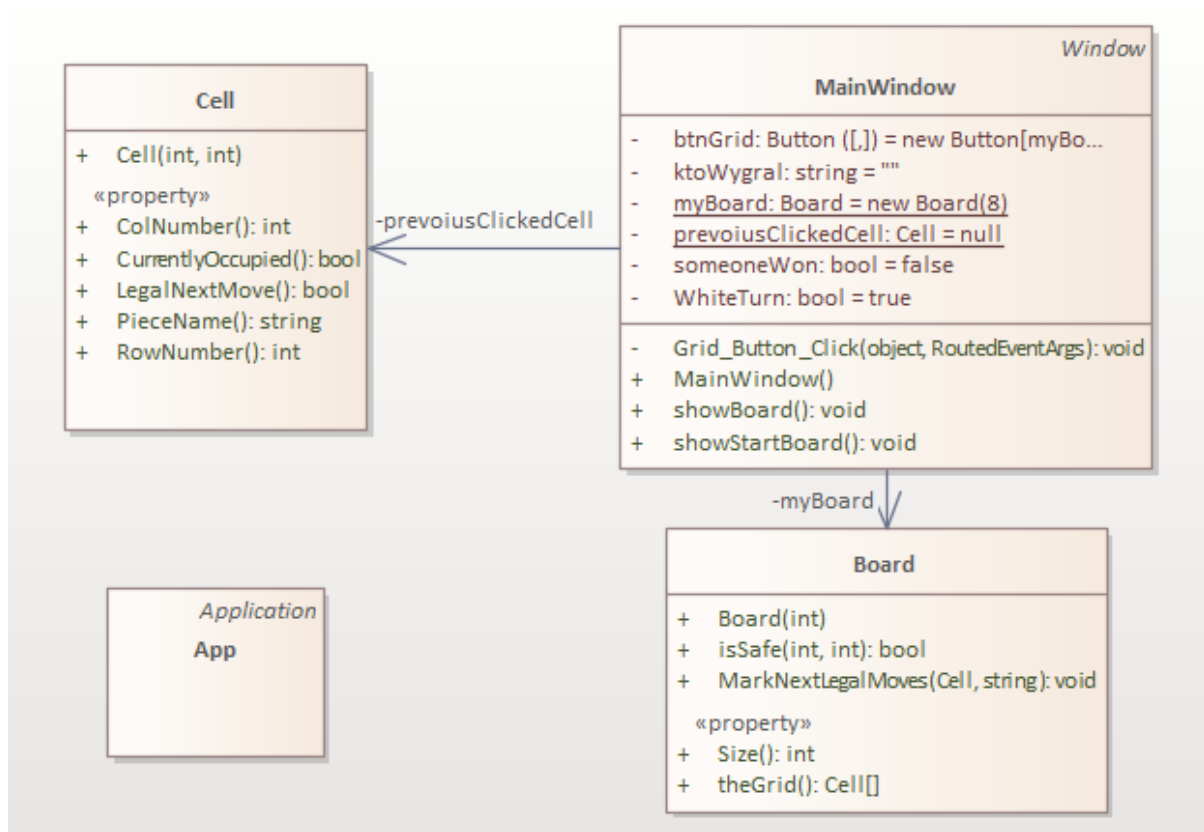 Cell
+ Cell(int, int)
«property»
+ ColNumber(): int
+ CurrentlyOccupied(): bool
+ LegalNextMove(): bool
+ PieceName(): string
+ RowNumber(): int
-prevoiusClickedCell
Window
MainWindow
- btnGrid: Button ([,]) = new Button[myBo...
- ktoWygral: string = ""
- myBoard: Board = new Board(8)
- prevoiusClickedCell: Cell = null
- someoneWon: bool = false
- WhiteTurn: bool = true
- Grid_Button_Click(object, RoutedEventArgs): void
+ MainWindow()
+ showBoard(): void
+ showStartBoard(): void
-myBoard
Application
App
Board
+ Board(int)
+ isSafe(int, int): bool
+ MarkNextLegalMoves(Cell, string): void
«property»
+ Size(): int
+ theGrid(): Cell[]